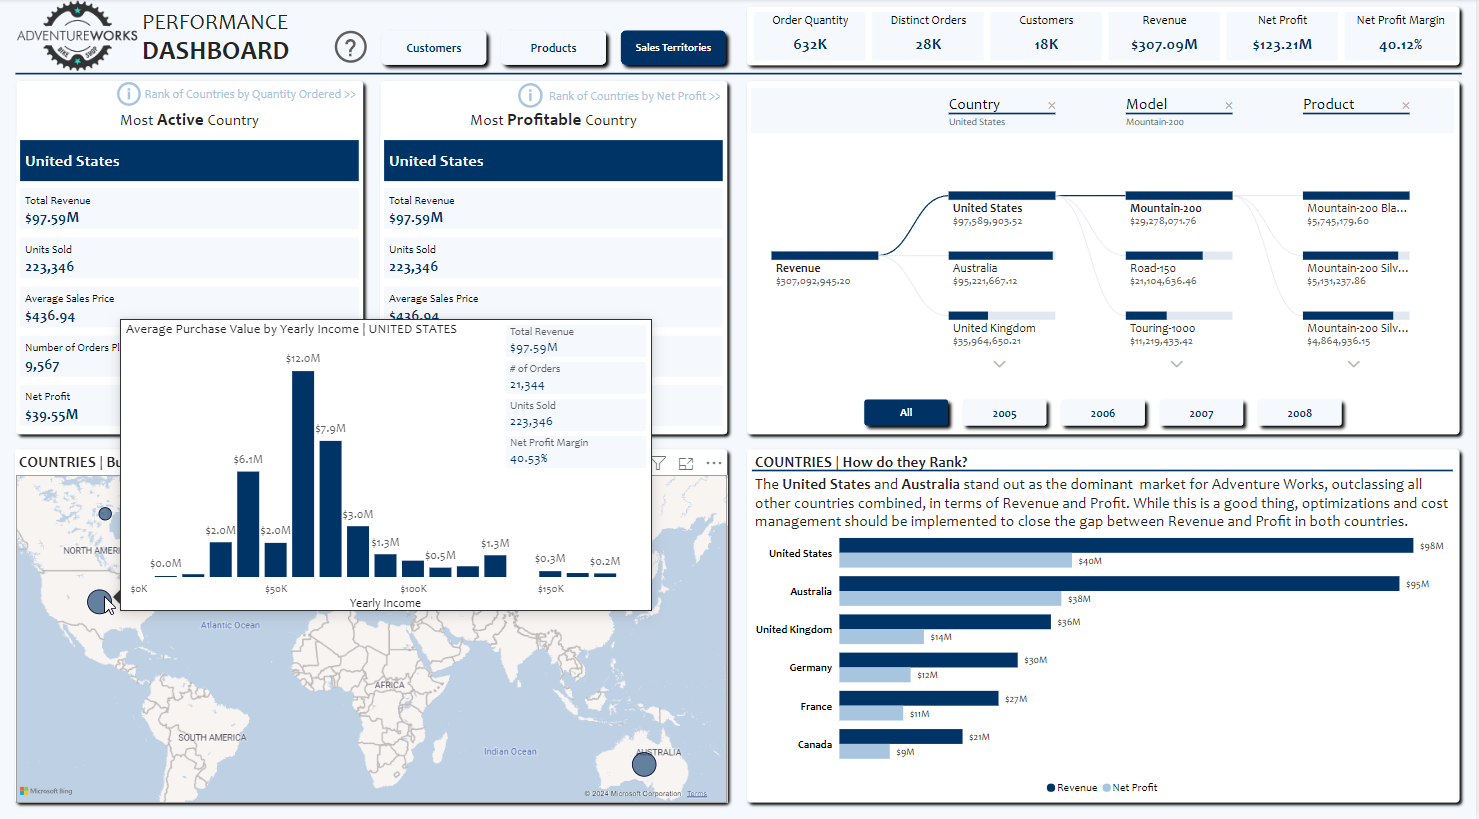 ADVENTUREWORKS
BIKE SHOP
PERFORMANCE
DASHBOARD
?
Customers
Products
Sales Territories
Order Quantity
632K
Distinct Orders
28K
Customers
18K
Revenue
$307.09M
Net Profit
$123.21M
Net Profit Margin
40.12%
Rank of Countries by Quantity Ordered >>
Most Active Country
United States
Total Revenue
$97.59M
Units Sold
223,346
Average Sales Price
$436.94
Number of Orders Pl
9,567
Net Profit
$39.55M
Rank of Countries by Net Profit >>
Most Profitable Country
United States
Total Revenue
$97.59M
Units Sold
223,346
Average Sales Price
$436.94
Average Purchase Value by Yearly Income | UNITED STATES
$0.0M
$2.0M
$6.1M
$2.0M
$12.0M
$7.9M
$3.0M
$1.3M
$0.5M
$1.3M
$0.3M
$0.2M
$0K
$50K
$100K
$150K
Yearly Income
Total Revenue
$97.59M
# of Orders
21,344
Units Sold
223,346
Net Profit Margin
40.53%
Country
United States
Model
Mountain-200
Product
Revenue
$307,092,945.20
United States
$97,589,903.52
Australia
$95,221,667.12
United Kingdom
$35,964,650.21
Mountain-200
$29,278,071.76
Road-150
$21,104,636.46
Touring-1000
$11,219,433.42
Mountain-200 Bla...
$5,745,179.60
Mountain-200 Silv...
$5,131,237.86
Mountain-200 Silv...
$4,864,936.15
All
2005
2006
2007
2008
COUNTRIES | Bu
NORTH AMERI
Atlantic Ocean
AFRICA
SOUTH AMERICA
Indian Ocean
AUSTRALIA
Microsoft Bing
© 2024 Microsoft Corporation Terms
COUNTRIES | How do they Rank?
The United States and Australia stand out as the dominant market for Adventure Works, outclassing all
other countries combined, in terms of Revenue and Profit. While this is a good thing, optimizations and cost
management should be implemented to close the gap between Revenue and Profit in both countries.
United States
$98M
$40M
Australia
$95M
$38M
United Kingdom
$36M
$14M
Germany
$30M
$12M
France
$27M
$11M
Canada
$21M
$9M
Revenue
Net Profit